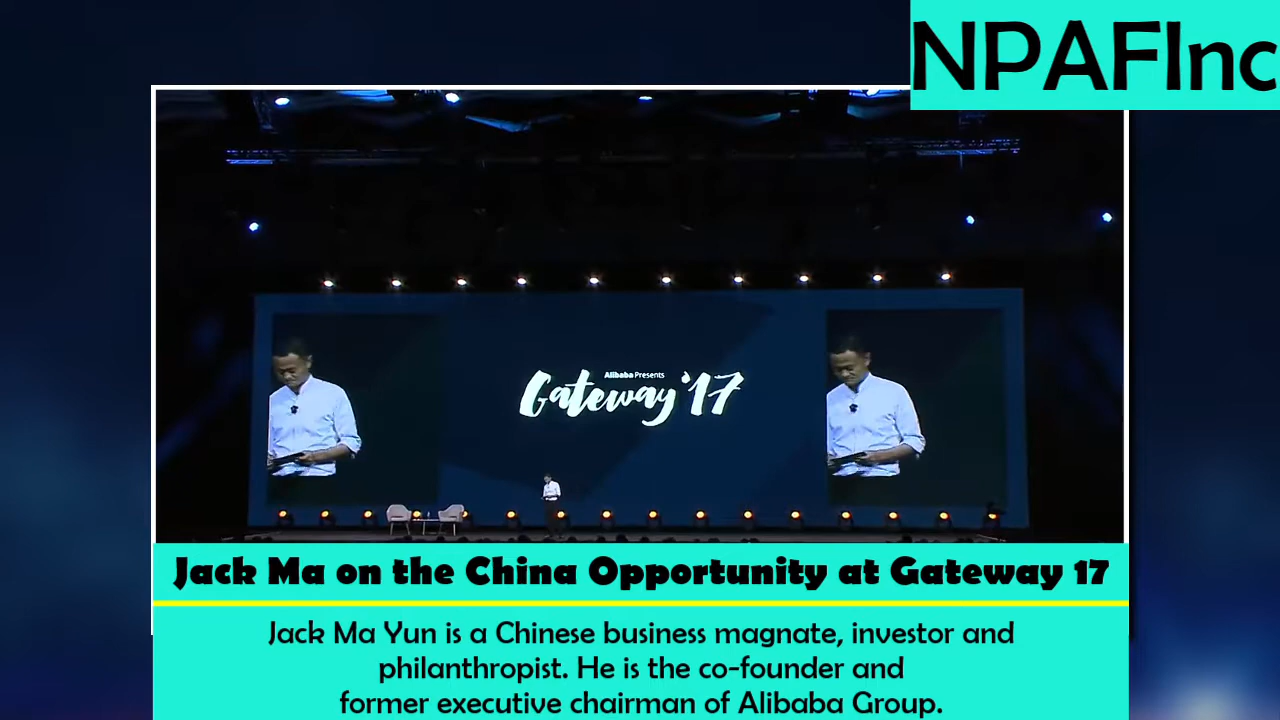 NPAFInc
Alibaba Presents
Gateway '17
Jack Ma on the China Opportunity at Gateway 17
Jack Ma Yun is a Chinese business magnate, investor and
philanthropist. He is the co-founder and
former executive chairman of Alibaba Group.